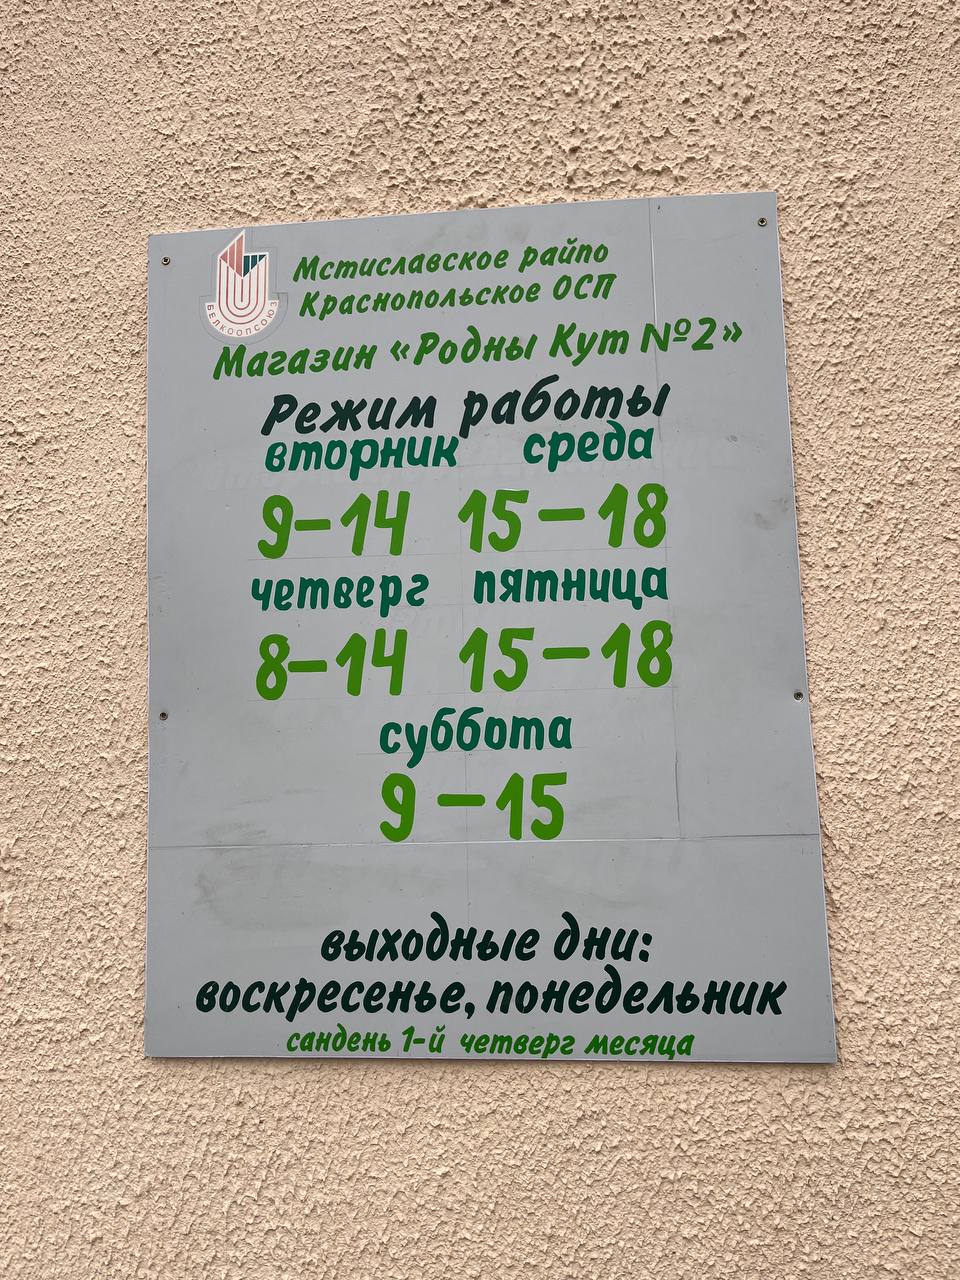 БЕЛКООПСОЮЗ
Мстиславское райпо
Краснопольское ОСП
Магазин «Родны Кут №2»
Режим работы
вторник среда
9-14 15-18
четверг пятница
8-14 15-18
суббота
9-15
выходные дни:
воскресенье, понедельник
сандень 1-й четверг месяца